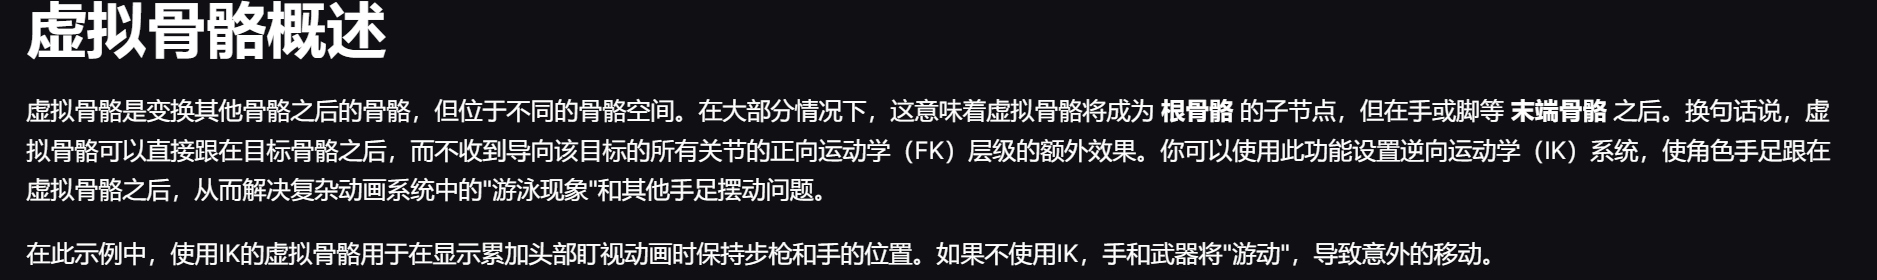 虚拟骨骼概述
虚拟骨骼是变换其他骨骼之后的骨骼，但位于不同的骨骼空间。在大部分情况下，这意味着虚拟骨骼将成为 根骨骼 的子节点，但在手或脚等 末端骨骼 之后。换句话说，虚
拟骨骼可以直接跟在目标骨骼之后，而不收到导向该目标的所有关节的正向运动学（FK）层级的额外效果。你可以使用此功能设置逆向运动学（IK）系统，使角色手足跟在
虚拟骨骼之后，从而解决复杂动画系统中的"游泳现象"和其他手足摆动问题。
在此示例中，使用IK的虚拟骨骼用于在显示累加头部盯视动画时保持步枪和手的位置。如果不使用IK，手和武器将"游动"，导致意外的移动。